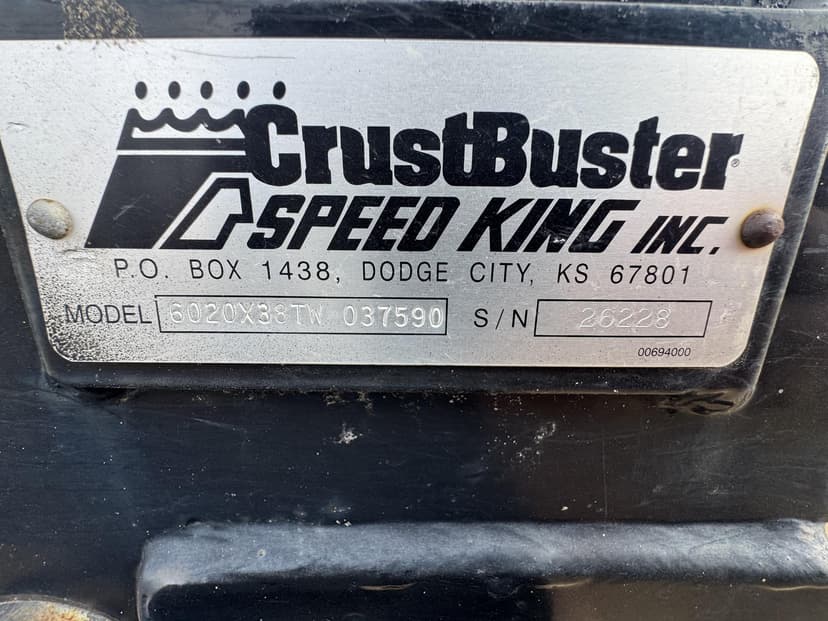 CrustBuster®
SPEED KING INC.
P.O. BOX 1438, DODGE CITY, KS 67801
MODEL 6020X38TW 037590 S/N 26228
00694000